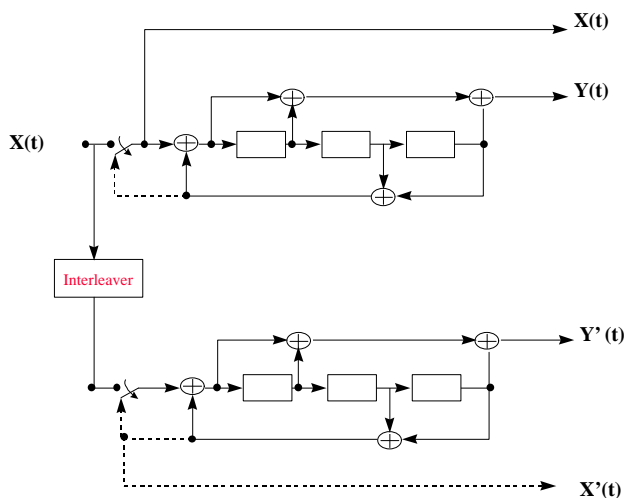 X(t)
Y(t)
X(t)
Interleaver
Y' (t)
X'(t)